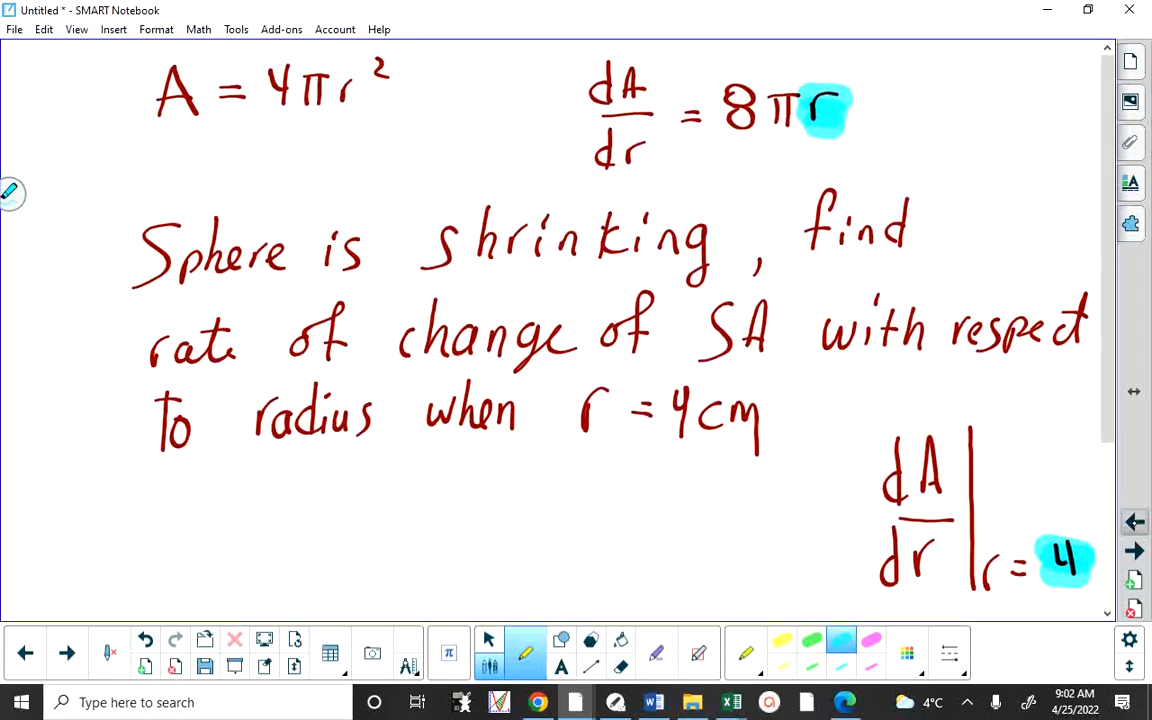 Untitled * - SMART Notebook
File Edit View Insert Format Math Tools Add-ons Account Help
A = 4πr²
dA/dr = 8πr
Sphere is shrinking, find
rate of change of SA with respect
to radius when r = 4cm
dA/dr | r = 4
π
A
Type here to search
4°C
9:02 AM
4/25/2022